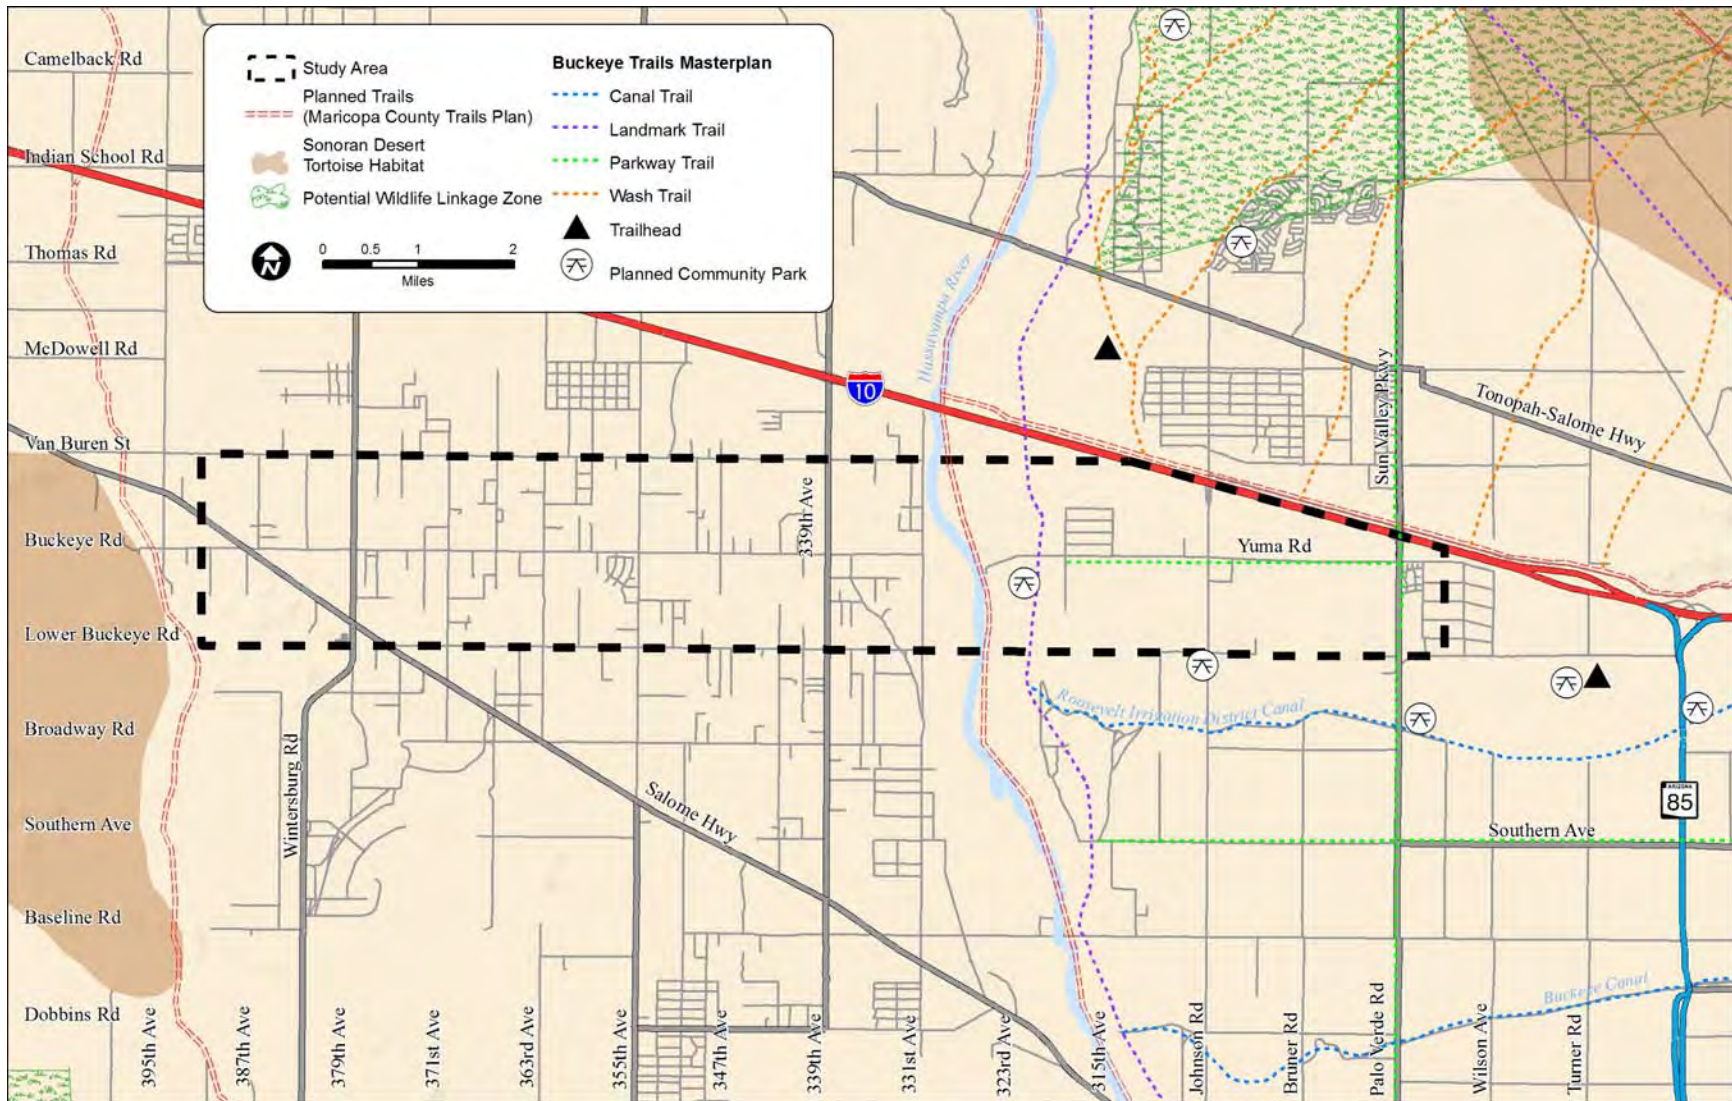 Study Area
Planned Trails
(Maricopa County Trails Plan)
Sonoran Desert
Tortoise Habitat
Potential Wildlife Linkage Zone
N
0 0.5 1 2
Miles
Buckeye Trails Masterplan
Canal Trail
Landmark Trail
Parkway Trail
Wash Trail
Trailhead
Planned Community Park
Camelback Rd
Indian School Rd
Thomas Rd
McDowell Rd
Van Buren St
Buckeye Rd
Lower Buckeye Rd
Broadway Rd
Southern Ave
Baseline Rd
Dobbins Rd
Wintersburg Rd
Salome Hwy
339th Ave
10
Hassayampa River
Sun Valley Pkwy
Tonopah-Salome Hwy
Yuma Rd
Roosevelt Irrigation District Canal
ARIZONA
85
Southern Ave
Buckeye Canal
395th Ave
387th Ave
379th Ave
371st Ave
363rd Ave
355th Ave
347th Ave
339th Ave
331st Ave
323rd Ave
315th Ave
Johnson Rd
Bruner Rd
Palo Verde Rd
Wilson Ave
Turner Rd